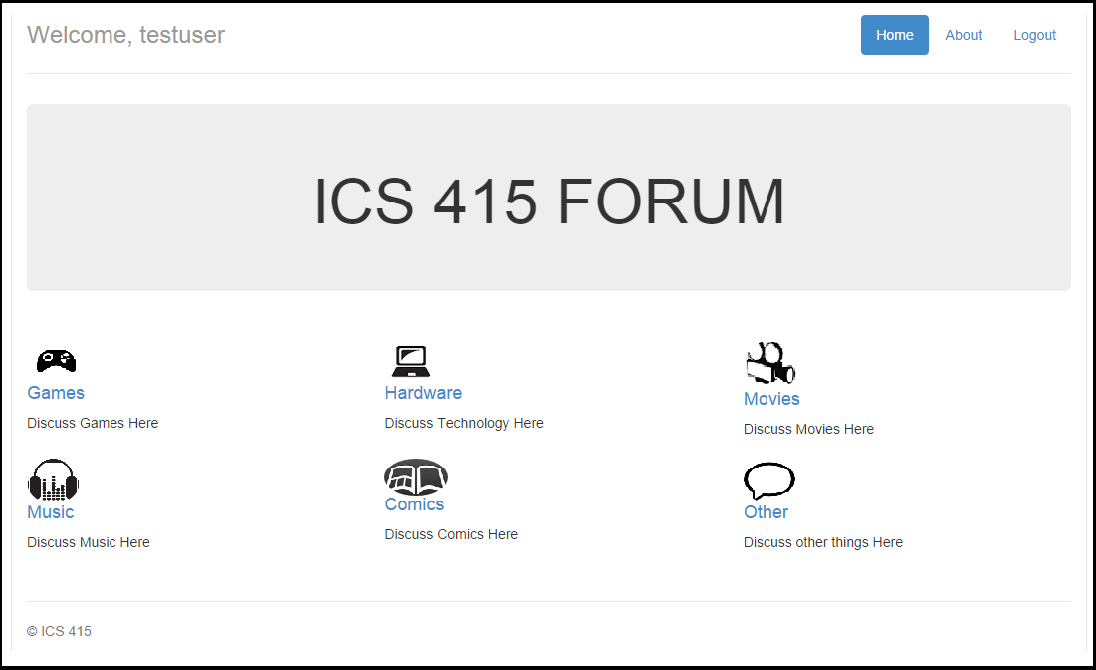 Welcome, testuser
Home About Logout
ICS 415 FORUM
Games
Discuss Games Here
Hardware
Discuss Technology Here
Movies
Discuss Movies Here
Music
Discuss Music Here
Comics
Discuss Comics Here
Other
Discuss other things Here
© ICS 415